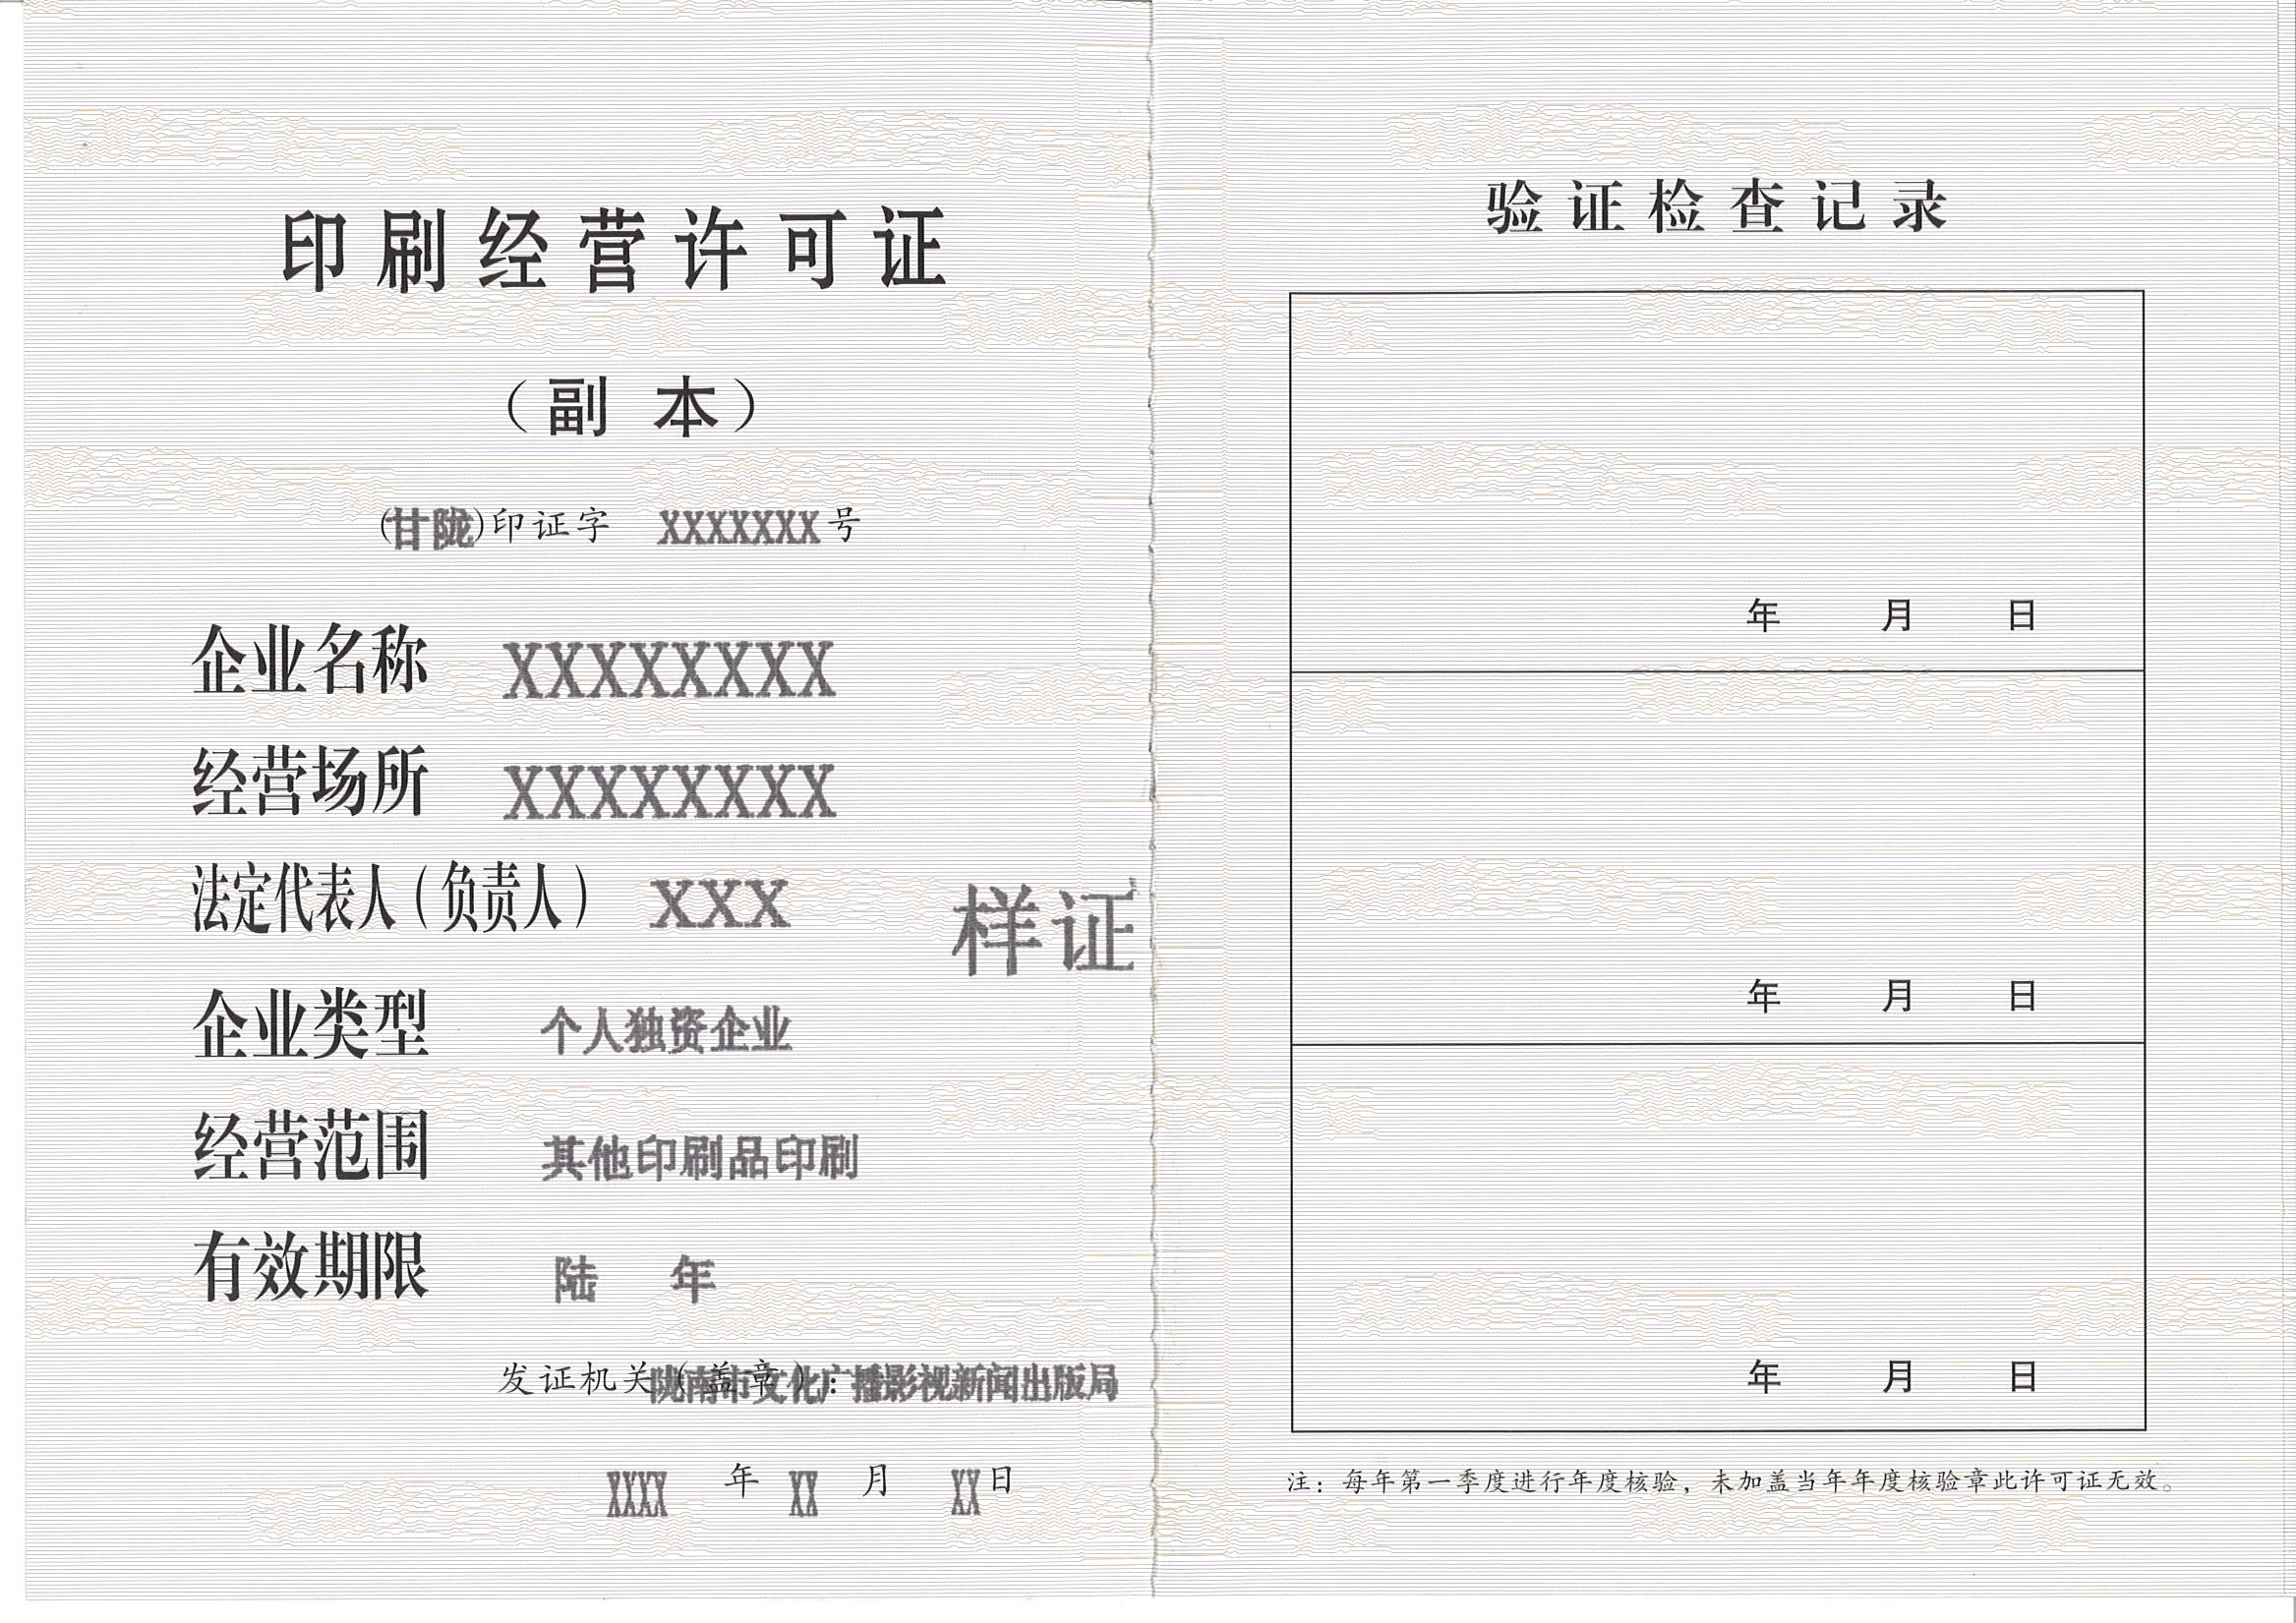 印刷经营许可证
（副 本）
(甘陇)印证字 XXXXXXX号
企业名称 XXXXXXXX
经营场所 XXXXXXXX
法定代表人（负责人） XXX
样证
企业类型 个人独资企业
经营范围 其他印刷品印刷
有效期限 陆 年
发证机关（盖章）：陇南市文化广播影视新闻出版局
XXXX 年 XX 月 XX日
验证检查记录
年 月 日
年 月 日
年 月 日
注：每年第一季度进行年度核验，未加盖当年年度核验章此许可证无效。